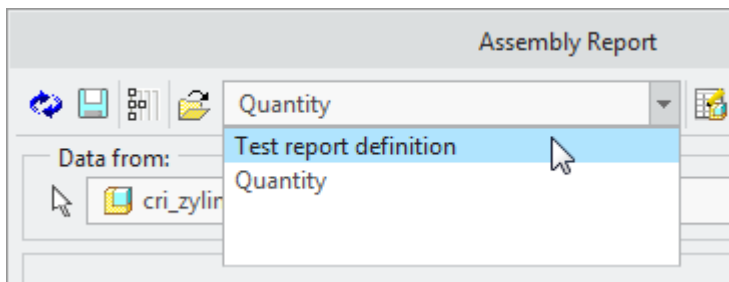 Assembly Report
Quantity
Test report definition
Quantity
Data from:
cri_zylin